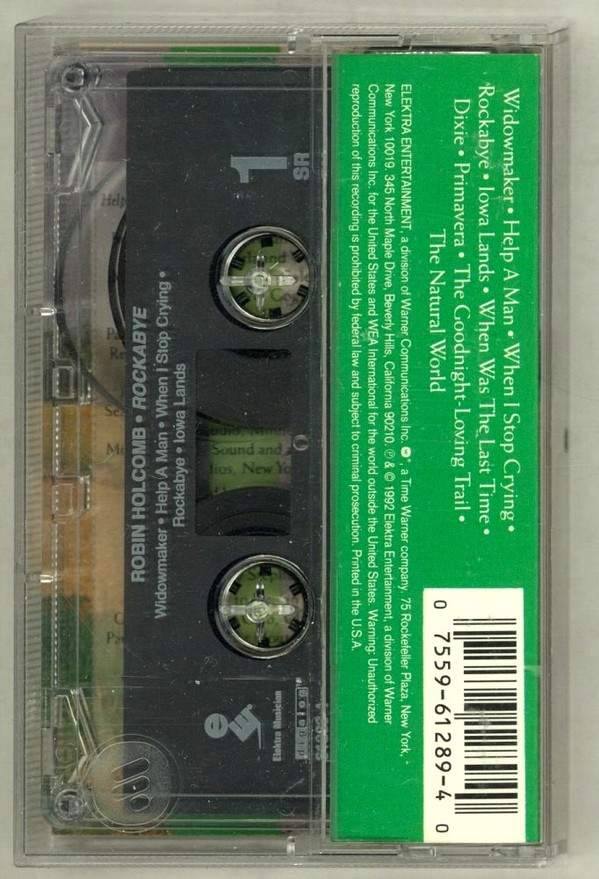 Widowmaker • Help A Man • When I Stop Crying •
Rockabye • Iowa Lands • When Was The Last Time •
Dixie • Primavera • The Goodnight-Loving Trail •
The Natural World
ELEKTRA ENTERTAINMENT, a division of Warner Communications Inc., a Time Warner company. 75 Rockefeller Plaza, New York,
New York 10019. 345 North Maple Drive, Beverly Hills, California 90210. ℗ & © 1992 Elektra Entertainment, a division of Warner
Communications Inc. for the United States and WEA International for the world outside the United States. Warning: Unauthorized
reproduction of this recording is prohibited by federal law and subject to criminal prosecution. Printed in the U.S.A.
0 7559-61289-4 0
1
SR
ROBIN HOLCOMB • ROCKABYE
Widowmaker • Help A Man • When I Stop Crying •
Rockabye • Iowa Lands
Elektra Musician
digalog
Sound and
New Yo